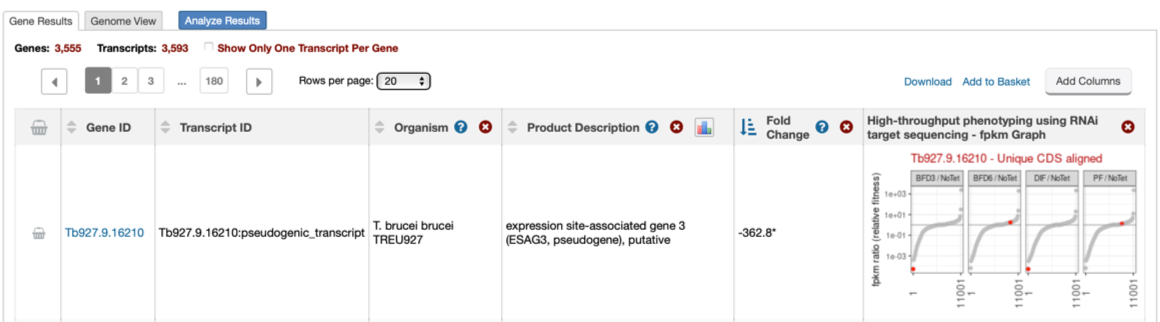 Gene Results Genome View Analyze Results
Genes: 3,555 Transcripts: 3,593 Show Only One Transcript Per Gene
1 2 3 ... 180 Rows per page: 20 Download Add to Basket Add Columns
Gene ID Transcript ID Organism ? Product Description ? Fold Change ? High-throughput phenotyping using RNAi target sequencing - fpkm Graph
Tb927.9.16210 - Unique CDS aligned
BFD3 / NoTet BFD6 / NoTet DIF / NoTet PF / NoTet
fpkm ratio (relative fitness)
1e+03
1e+01
1e-01
1e-03
1 11001 1 11001 1 11001 1 11001
Tb927.9.16210 Tb927.9.16210:pseudogenic_transcript
T. brucei brucei
TREU927
expression site-associated gene 3
(ESAG3, pseudogene), putative
-362.8*